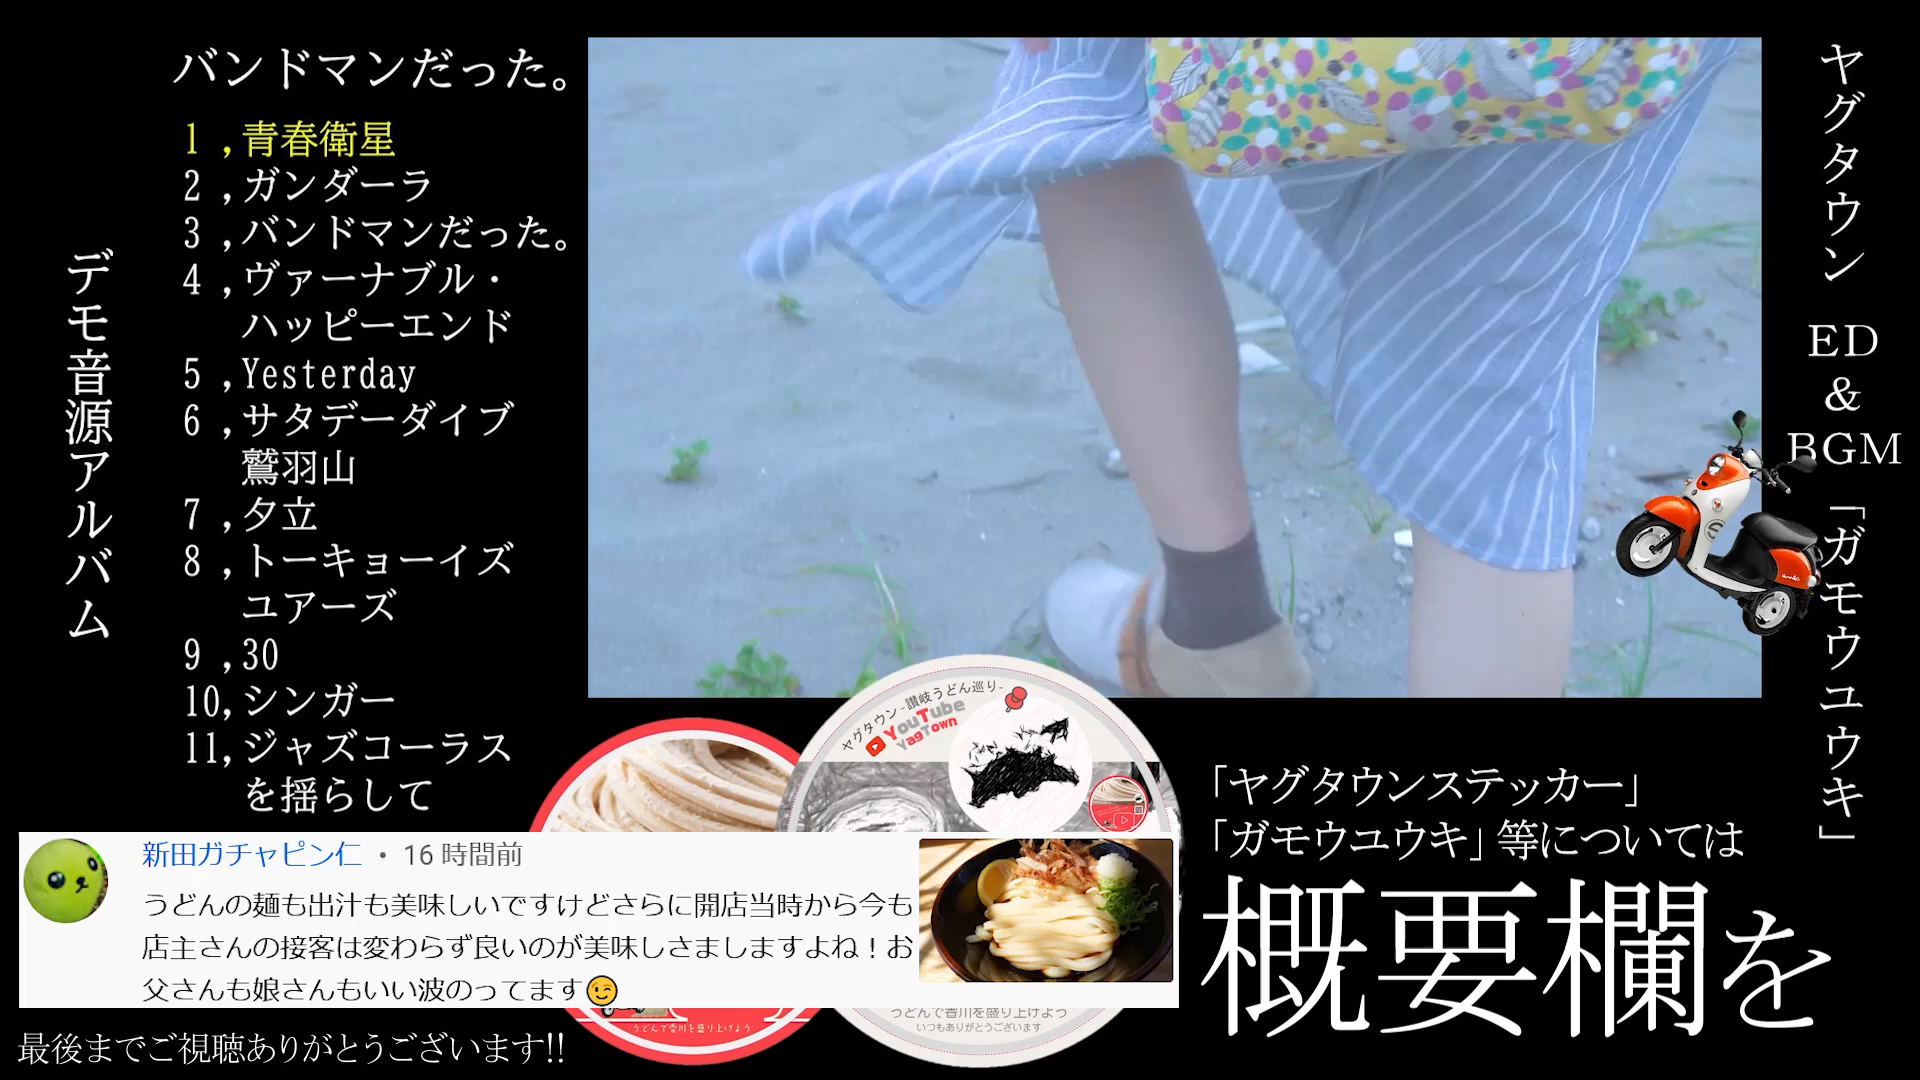 バンドマンだった。
1 ,青春衛星
2 ,ガンダーラ
3 ,バンドマンだった。
4 ,ヴァーナブル・
ハッピーエンド
5 ,Yesterday
6 ,サタデーダイブ
鷲羽山
7 ,夕立
8 ,トーキョーイズ
ユアーズ
9 ,30
10,シンガー
11,ジャズコーラス
を揺らして
デモ音源アルバム
ヤグタウン ED & BGM「ガモウユウキ」
ヤグタウン-讃岐うどん巡り-
YouTube
YagTown
「ヤグタウンステッカー」
「ガモウユウキ」等については
概要欄を
新田ガチャピン仁 ・ 16 時間前
うどんの麺も出汁も美味しいですけどさらに開店当時から今も
店主さんの接客は変わらず良いのが美味しさましますよね！お
父さんも娘さんもいい波のってます😉
うどんで香川を盛り上げよう
うどんで香川を盛り上げよう
いつもありがとうございます
最後までご視聴ありがとうございます!!